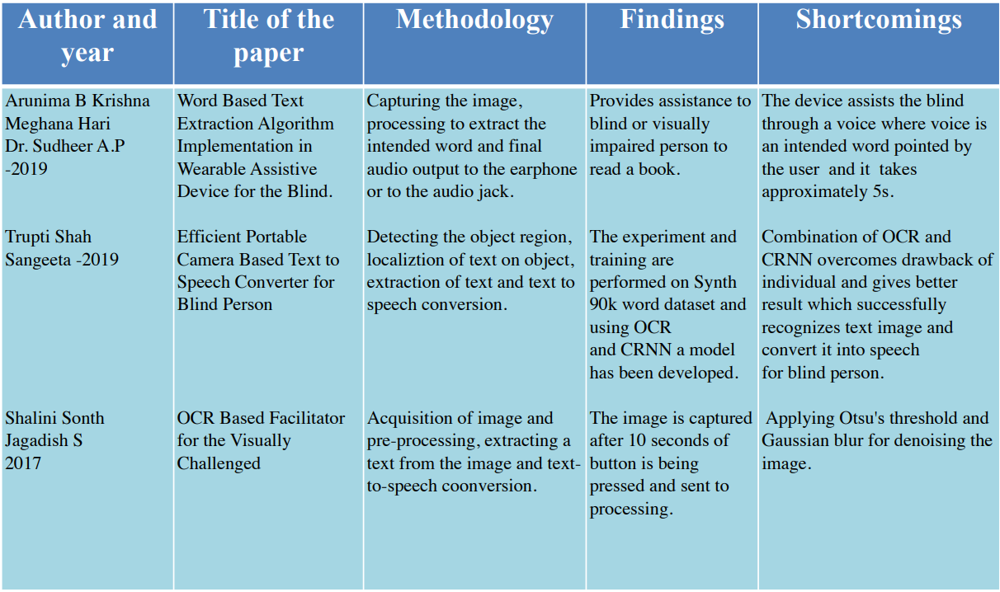 Author and
year
Title of the
paper
Methodology
Findings
Shortcomings
Arunima B Krishna
Meghana Hari
Dr. Sudheer A.P
-2019
Word Based Text
Extraction Algorithm
Implementation in
Wearable Assistive
Device for the Blind.
Capturing the image,
processing to extract the
intended word and final
audio output to the earphone
or to the audio jack.
Provides assistance to
blind or visually
impaired person to
read a book.
The device assists the blind
through a voice where voice is
an intended word pointed by
the user and it takes
approximately 5s.
Trupti Shah
Sangeeta -2019
Efficient Portable
Camera Based Text to
Speech Converter for
Blind Person
Detecting the object region,
localiztion of text on object,
extraction of text and text to
speech conversion.
The experiment and
training are
performed on Synth
90k word dataset and
using OCR
and CRNN a model
has been developed.
Combination of OCR and
CRNN overcomes drawback of
individual and gives better
result which successfully
recognizes text image and
convert it into speech
for blind person.
Shalini Sonth
Jagadish S
2017
OCR Based Facilitator
for the Visually
Challenged
Acquisition of image and
pre-processing, extracting a
text from the image and text-
to-speech coonversion.
The image is captured
after 10 seconds of
button is being
pressed and sent to
processing.
Applying Otsu's threshold and
Gaussian blur for denoising the
image.